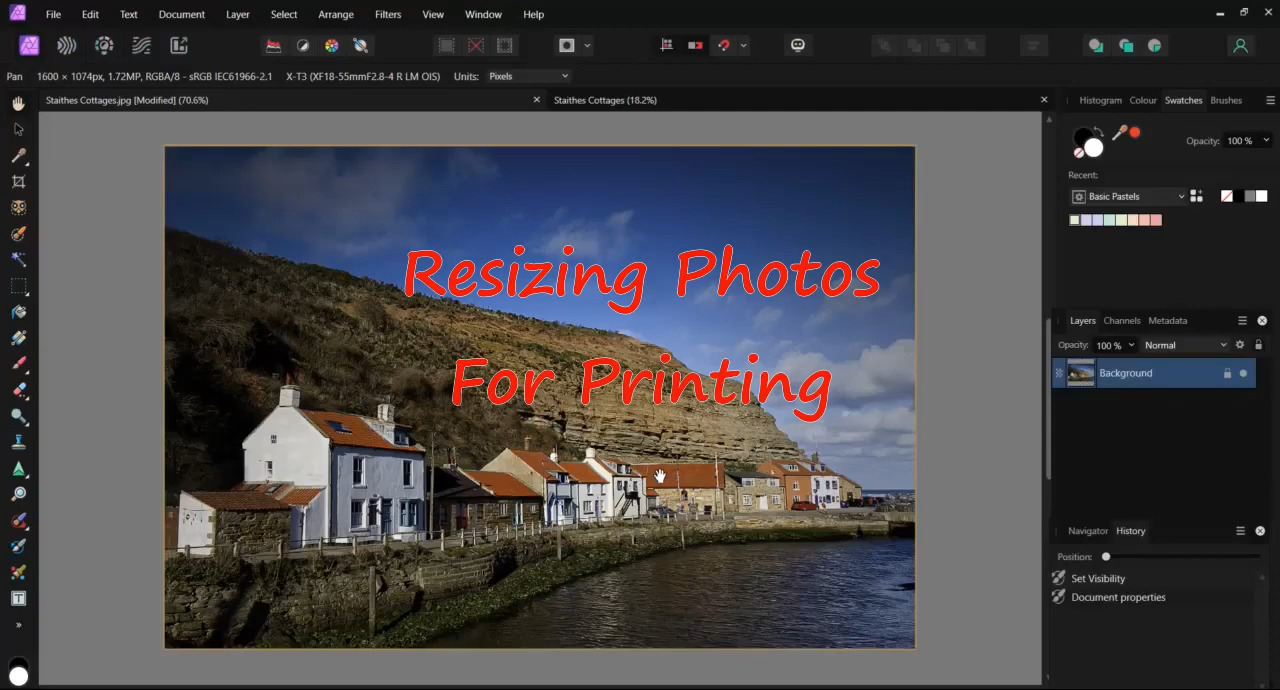 File Edit Text Document Layer Select Arrange Filters View Window Help
Pan 1600 × 1074px, 1.72MP, RGBA/8 - sRGB IEC61966-2.1 X-T3 (XF18-55mmF2.8-4 R LM OIS) Units: Pixels
Staithes Cottages.jpg [Modified] (70.6%) Staithes Cottages (18.2%)
Histogram Colour Swatches Brushes
Opacity: 100 %
Recent:
Basic Pastels
Resizing Photos
For Printing
Layers Channels Metadata
Opacity: 100 % Normal
Background
Navigator History
Position:
Set Visibility
Document properties